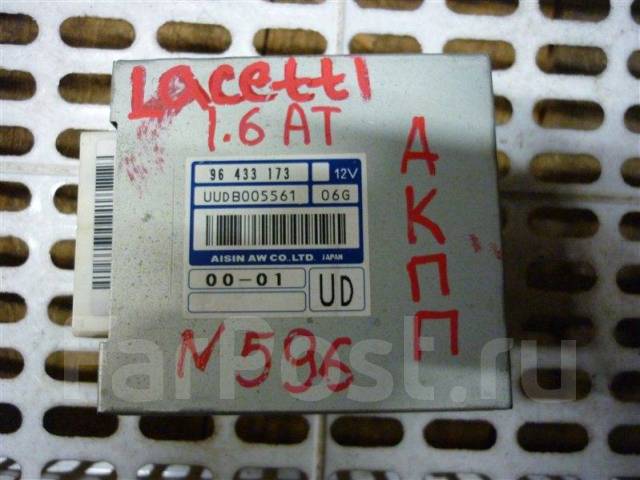 Lacetti
1.6 AT
АКПП
96 433 173 12V
UUDB005561 06G
AISIN AW CO.,LTD. JAPAN
00-01 UD
N 596
farPost.ru